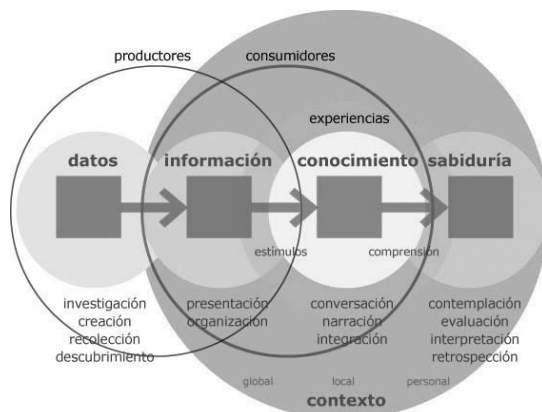 productores
consumidores
experiencias
datos
información
conocimiento
sabiduría
estímulos
comprensión
investigación
creación
recolección
descubrimiento
presentación
organización
conversación
narración
integración
contemplación
evaluación
interpretación
retrospección
global
local
personal
contexto